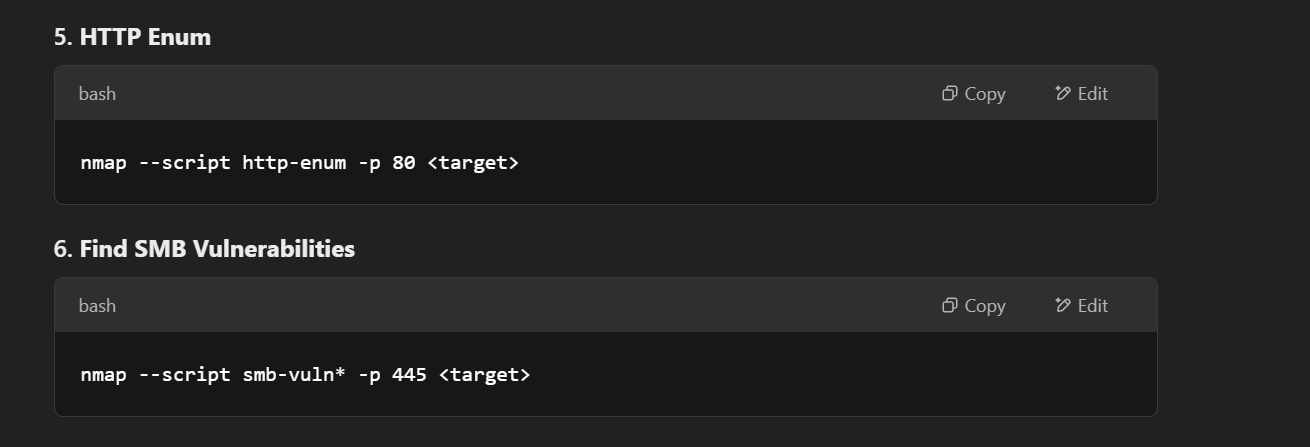 5. HTTP Enum
bash Copy Edit
nmap --script http-enum -p 80 <target>
6. Find SMB Vulnerabilities
bash Copy Edit
nmap --script smb-vuln* -p 445 <target>